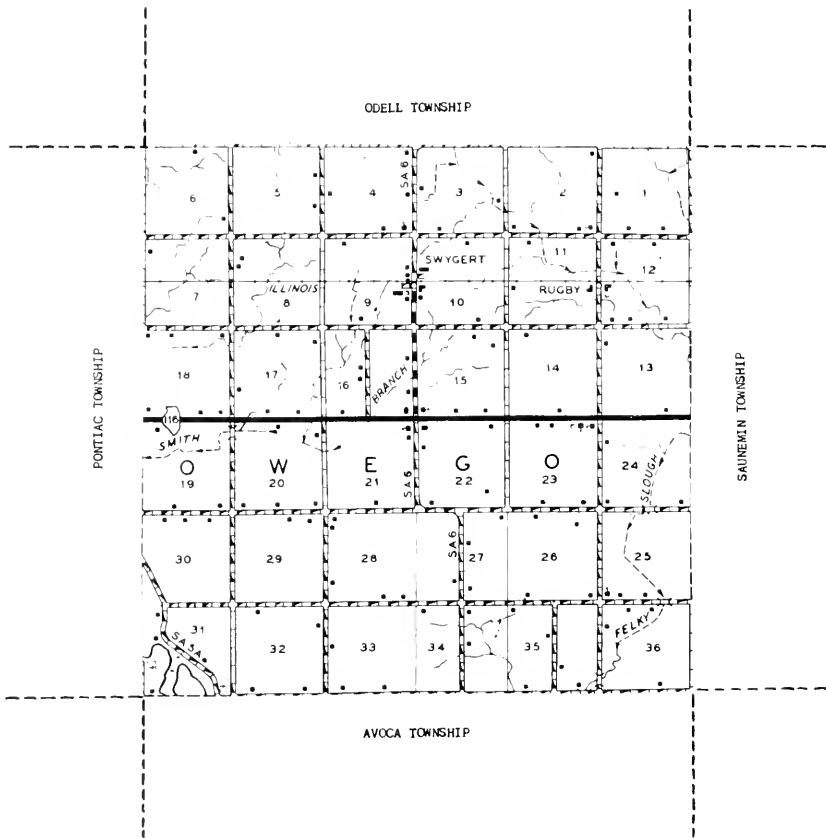 ODELL TOWNSHIP
6 5 4 SA6 3 2 1
SWYGERT 11 12
7 ILLINOIS 8 9 10 RUGBY
18 17 16 BRANCH 15 14 13
PONTIAC TOWNSHIP
SAUNEMIN TOWNSHIP
116
SMITH
O W E G O
19 20 21 SA6 22 23 24 SLOUGH
30 29 28 SA6 27 26 25
31 SA5A 32 33 34 35 FELKY 36
AVOCA TOWNSHIP